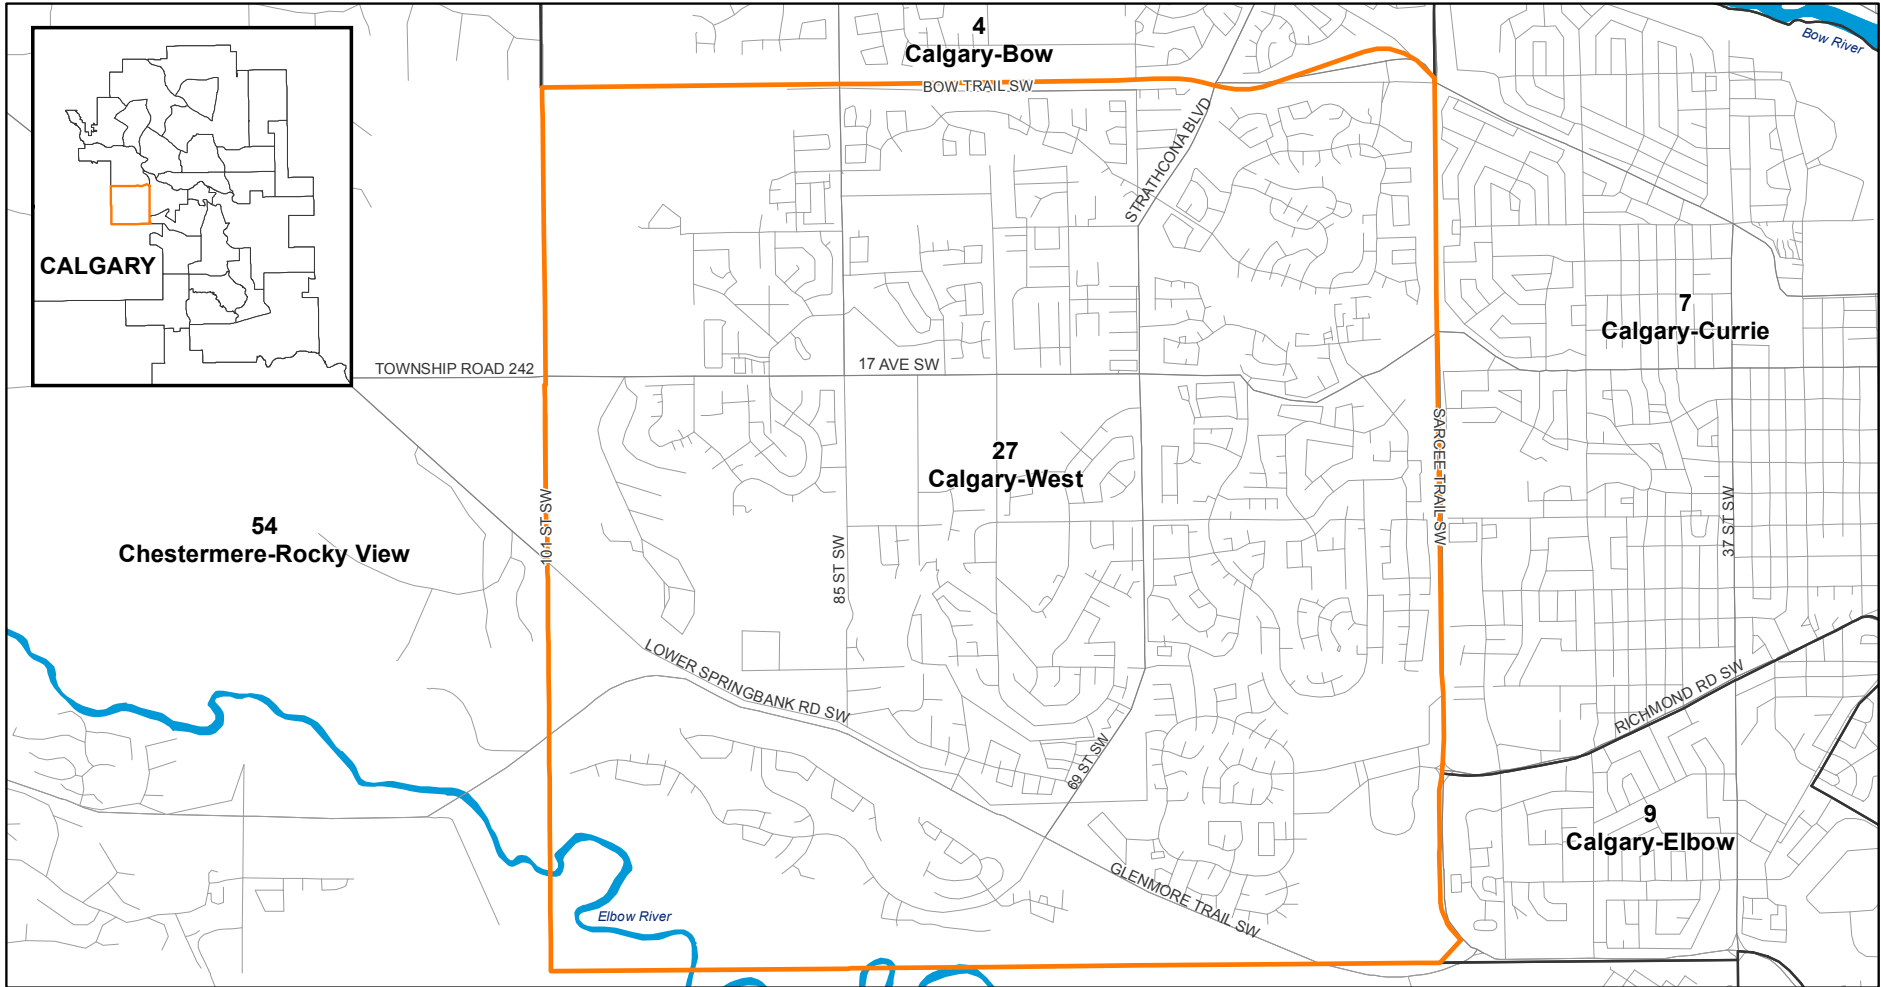 4
Calgary-Bow
Bow River
BOW TRAIL SW
STRATHCONA BLVD
CALGARY
7
Calgary-Currie
TOWNSHIP ROAD 242
17 AVE SW
27
Calgary-West
SARCEE TRAIL SW
54
Chestermere-Rocky View
101 ST SW
85 ST SW
37 ST SW
LOWER SPRINGBANK RD SW
RICHMOND RD SW
69 ST SW
9
Calgary-Elbow
GLENMORE TRAIL SW
Elbow River